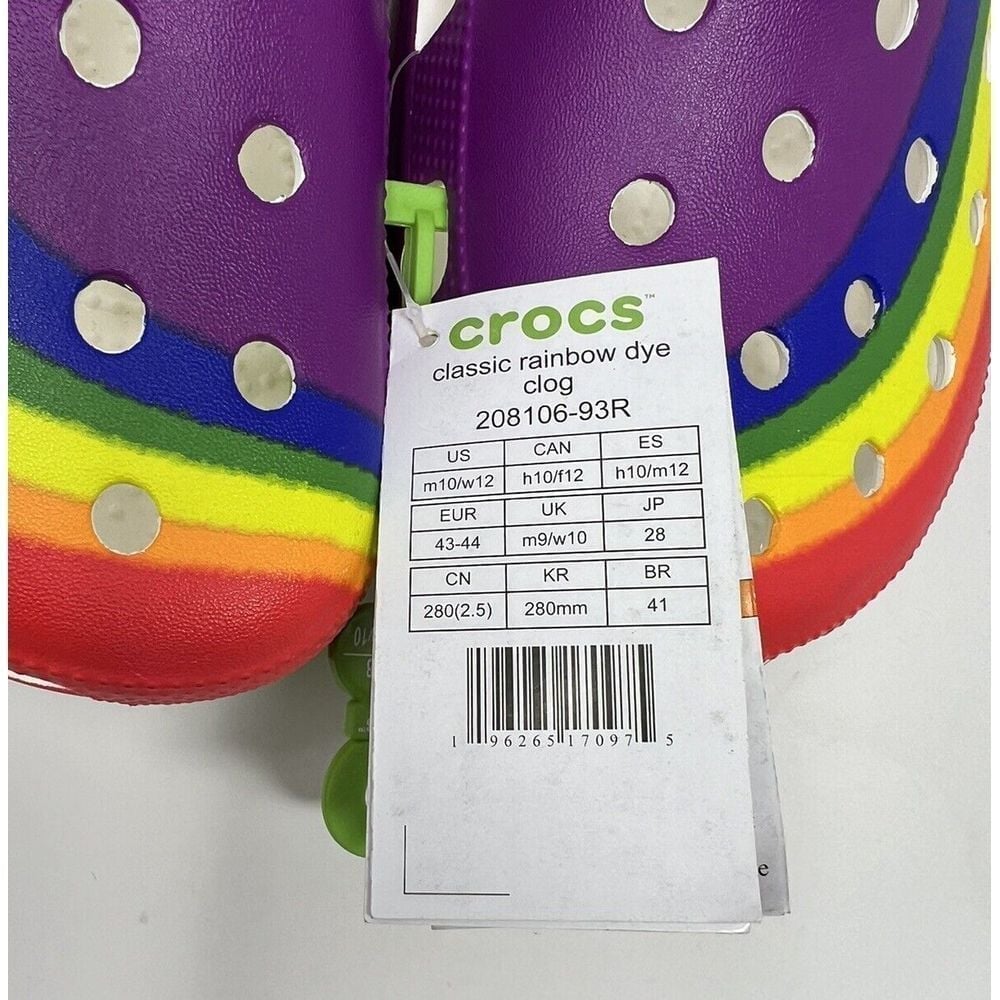 crocs™
classic rainbow dye
clog
208106-93R
US CAN ES
m10/w12 h10/f12 h10/m12
EUR UK JP
43-44 m9/w10 28
CN KR BR
280(2.5) 280mm 41
1 96265 17097 5
e